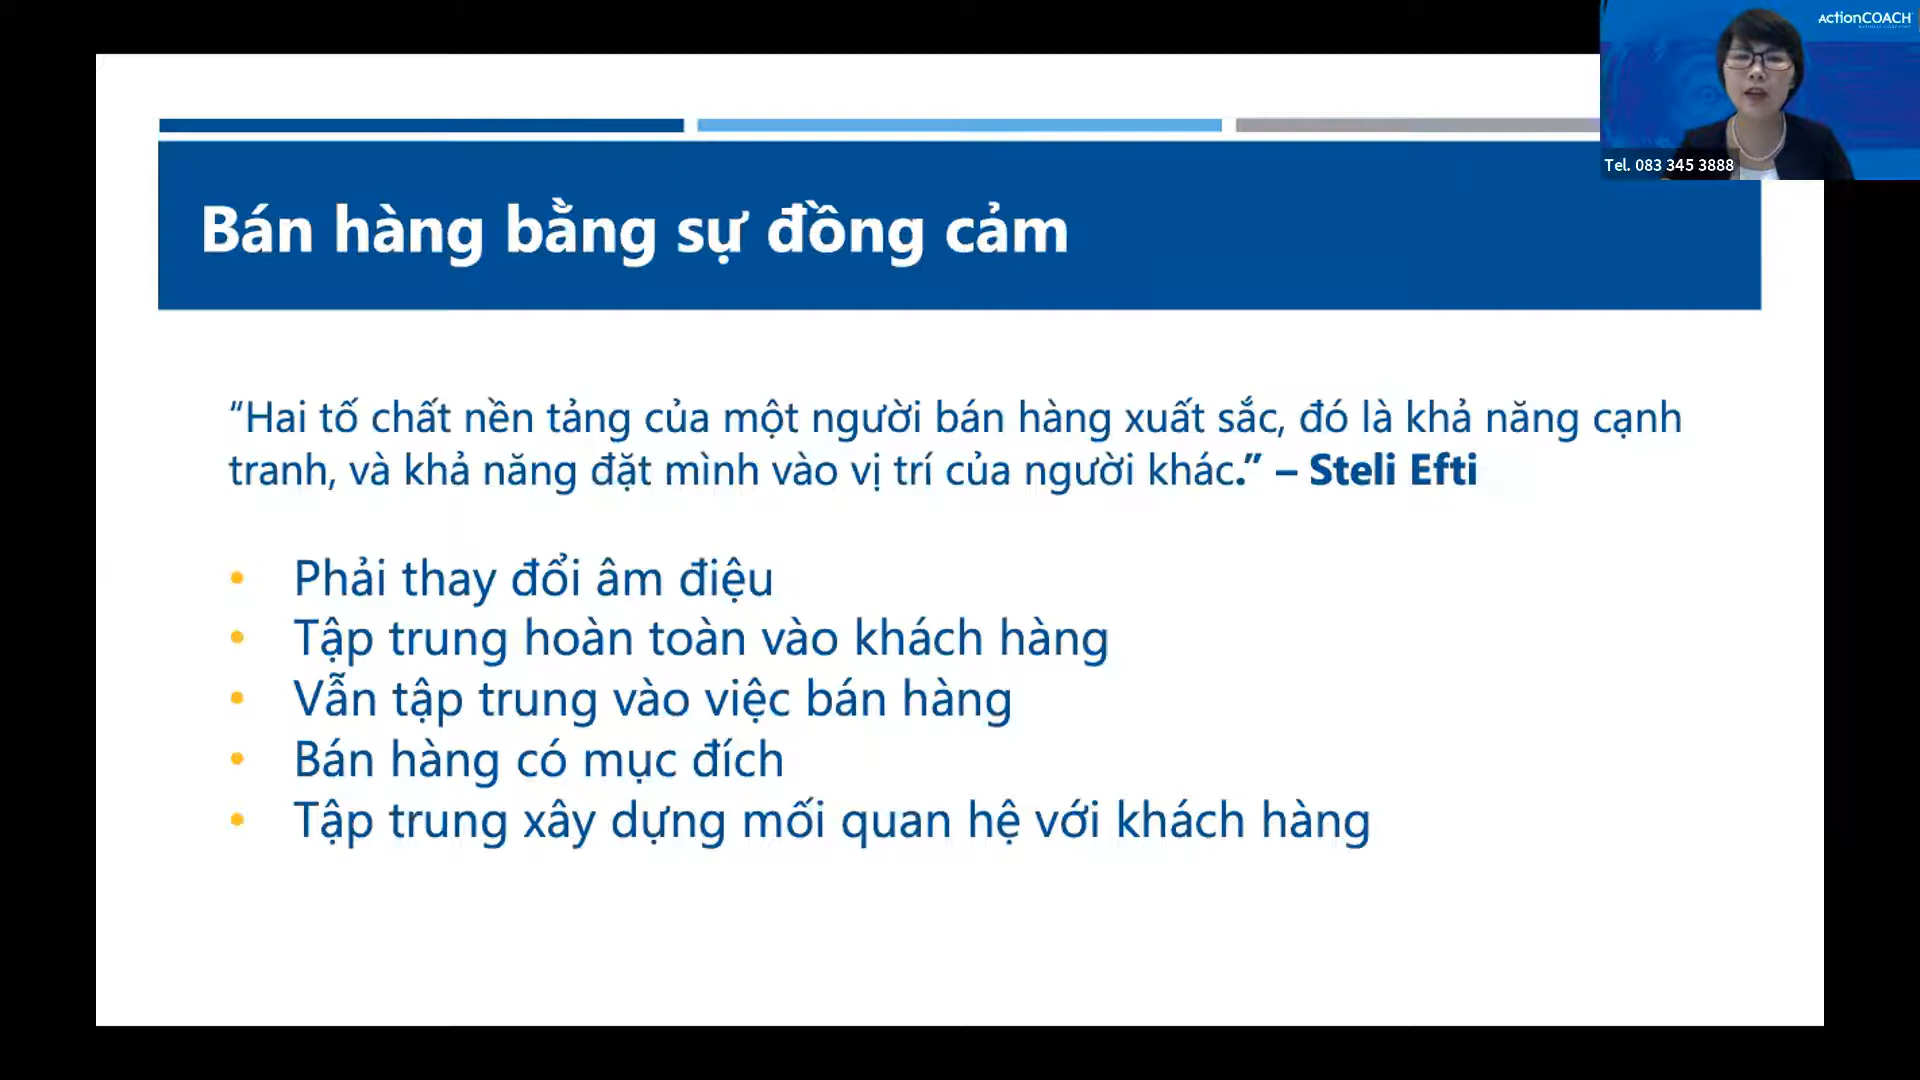 actionCOACH
Tel. 083 345 3888
Bán hàng bằng sự đồng cảm
“Hai tố chất nền tảng của một người bán hàng xuất sắc, đó là khả năng cạnh
tranh, và khả năng đặt mình vào vị trí của người khác.” – Steli Efti
• Phải thay đổi âm điệu
• Tập trung hoàn toàn vào khách hàng
• Vẫn tập trung vào việc bán hàng
• Bán hàng có mục đích
• Tập trung xây dựng mối quan hệ với khách hàng